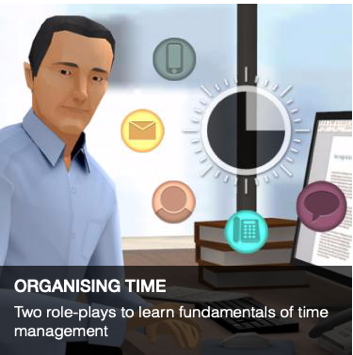 ORGANISING TIME
Two role-plays to learn fundamentals of time
management